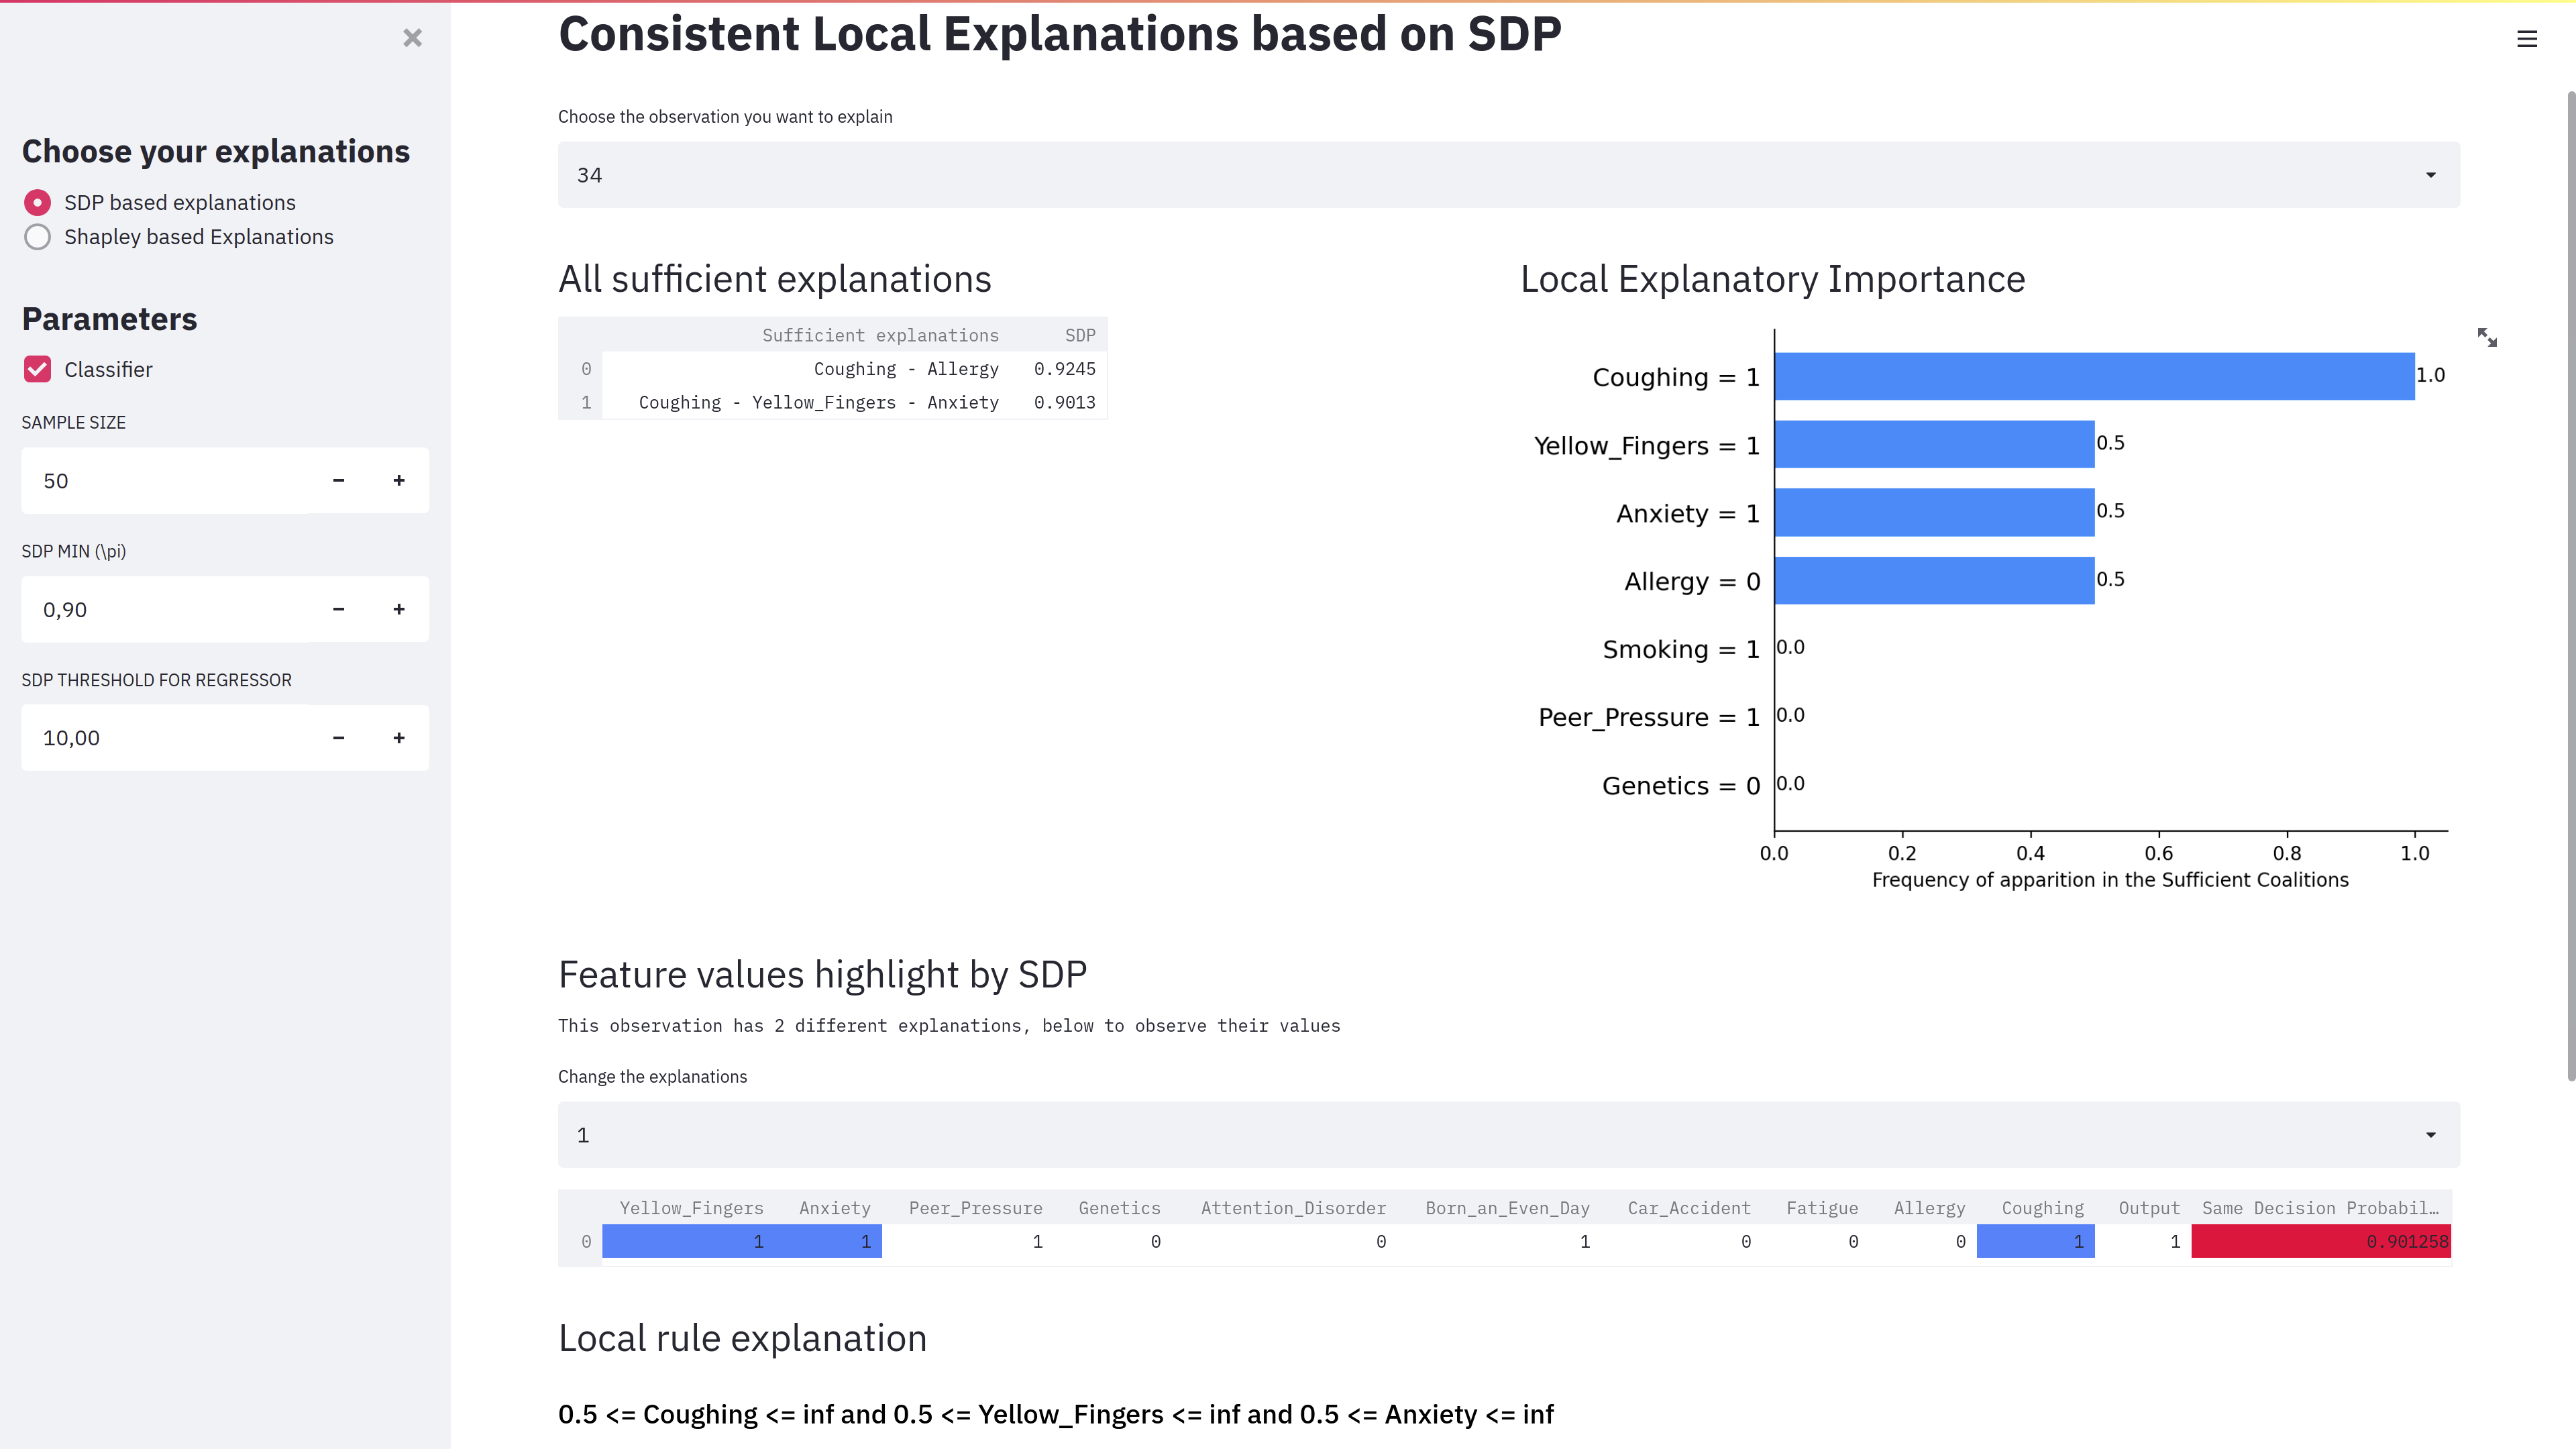 Choose your explanations
SDP based explanations
Shapley based Explanations
Parameters
Classifier
SAMPLE SIZE
50
SDP MIN (\pi)
0,90
SDP THRESHOLD FOR REGRESSOR
10,00
Consistent Local Explanations based on SDP
Choose the observation you want to explain
34
All sufficient explanations
Sufficient explanations SDP
0 Coughing - Allergy 0.9245
1 Coughing - Yellow_Fingers - Anxiety 0.9013
Local Explanatory Importance
Coughing = 1 1.0
Yellow_Fingers = 1 0.5
Anxiety = 1 0.5
Allergy = 0 0.5
Smoking = 1 0.0
Peer_Pressure = 1 0.0
Genetics = 0 0.0
0.0 0.2 0.4 0.6 0.8 1.0
Frequency of apparition in the Sufficient Coalitions
Feature values highlight by SDP
This observation has 2 different explanations, below to observe their values
Change the explanations
1
Yellow_Fingers Anxiety Peer_Pressure Genetics Attention_Disorder Born_an_Even_Day Car_Accident Fatigue Allergy Coughing Output Same Decision Probabil…
0 1 1 1 0 0 1 0 0 0 1 1 0.901258
Local rule explanation
0.5 <= Coughing <= inf and 0.5 <= Yellow_Fingers <= inf and 0.5 <= Anxiety <= inf